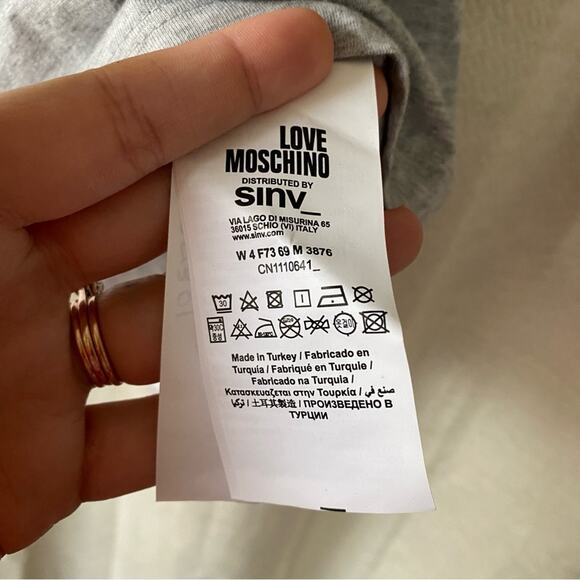 LOVE
MOSCHINO
DISTRIBUTED BY
sinv_
VIA LAGO DI MISURINA 65
36015 SCHIO (VI) ITALY
www.sinv.com
W 4 F73 69 M 3876
CN1110641_
30
Made in Turkey / Fabricado en
Turquía / Fabriqué en Turquie /
Fabricado na Turquia /
Κατασκευάζεται στην Τουρκία / صنع في
تركيا / 土耳其製造 / ПРОИЗВЕДЕНО В
ТУРЦИИ